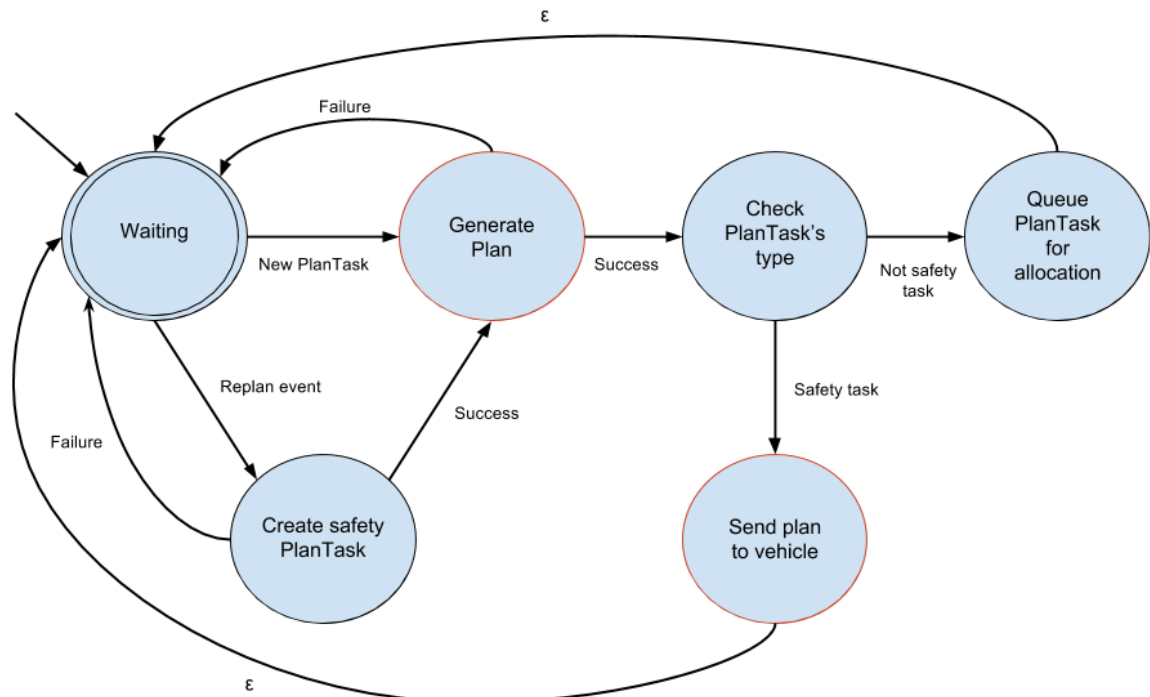 ε
Failure
Waiting
Generate
Plan
Check
PlanTask's
type
Queue
PlanTask
for
allocation
New PlanTask
Success
Not safety
task
Replan event
Success
Safety task
Failure
Create safety
PlanTask
Send plan
to vehicle
ε